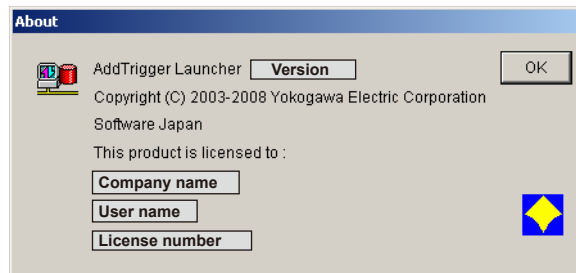 About
AddTrigger Launcher Version
OK
Copyright (C) 2003-2008 Yokogawa Electric Corporation
Software Japan
This product is licensed to :
Company name
User name
License number